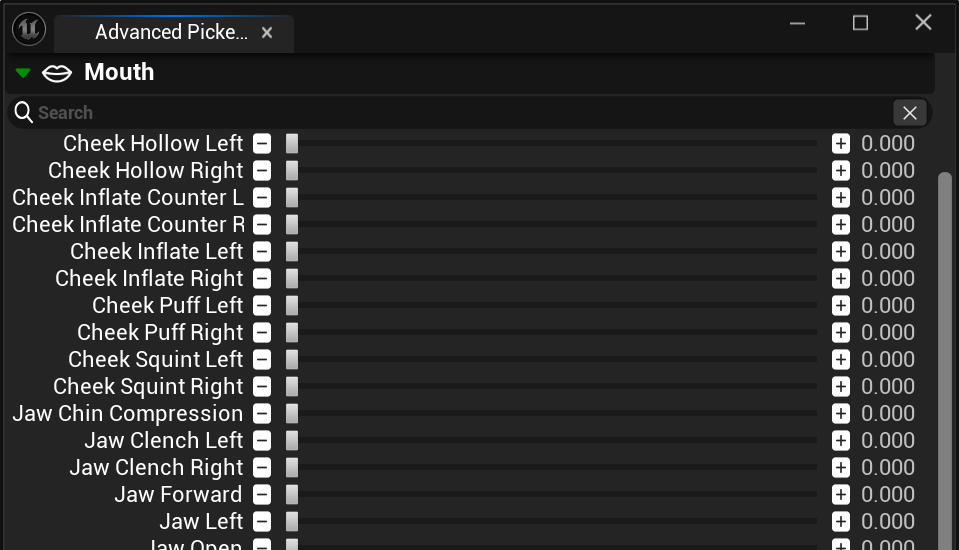 Advanced Picke...
Mouth
Search
Cheek Hollow Left 0.000
Cheek Hollow Right 0.000
Cheek Inflate Counter L 0.000
Cheek Inflate Counter R 0.000
Cheek Inflate Left 0.000
Cheek Inflate Right 0.000
Cheek Puff Left 0.000
Cheek Puff Right 0.000
Cheek Squint Left 0.000
Cheek Squint Right 0.000
Jaw Chin Compression 0.000
Jaw Clench Left 0.000
Jaw Clench Right 0.000
Jaw Forward 0.000
Jaw Left 0.000
Jaw Open 0.000